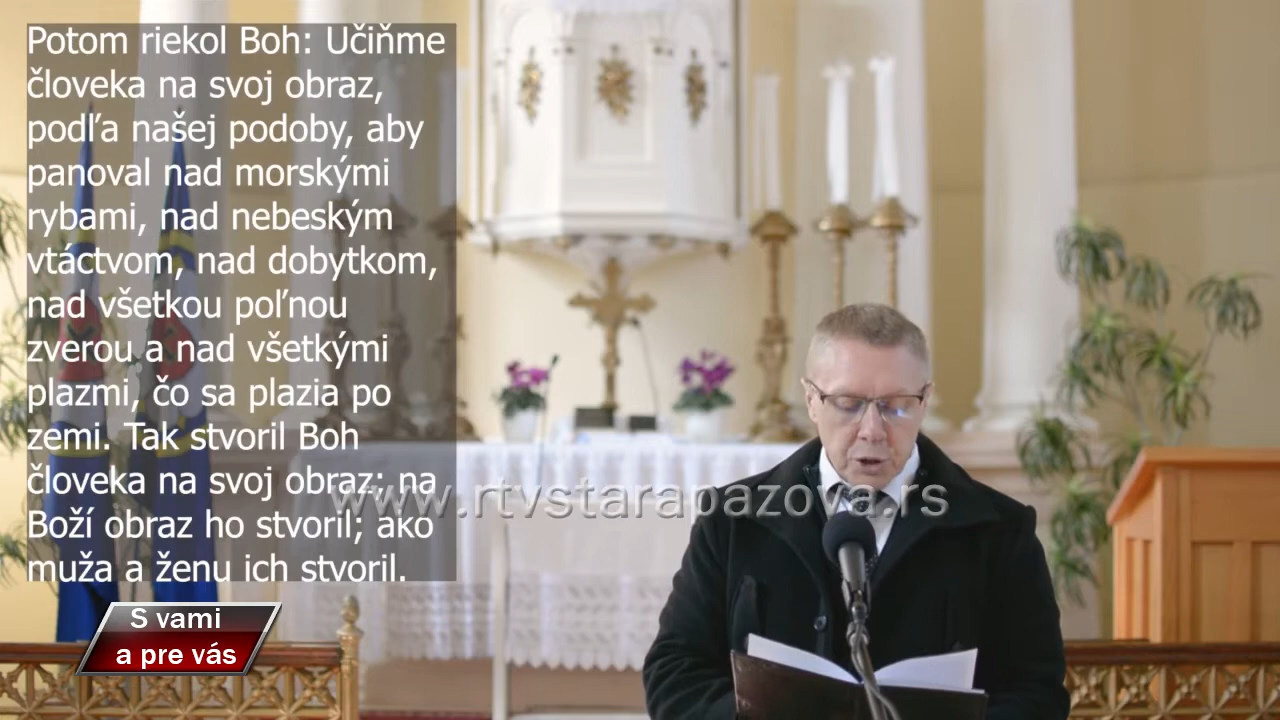 Potom riekol Boh: Učiňme
človeka na svoj obraz,
podľa našej podoby, aby
panoval nad morskými
rybami, nad nebeským
vtáctvom, nad dobytkom,
nad všetkou poľnou
zverou a nad všetkými
plazmi, čo sa plazia po
zemi. Tak stvoril Boh
človeka na svoj obraz; na
Boží obraz ho stvoril; ako
muža a ženu ich stvoril.
www.rtvstarapazova.rs
S vami
a pre vás